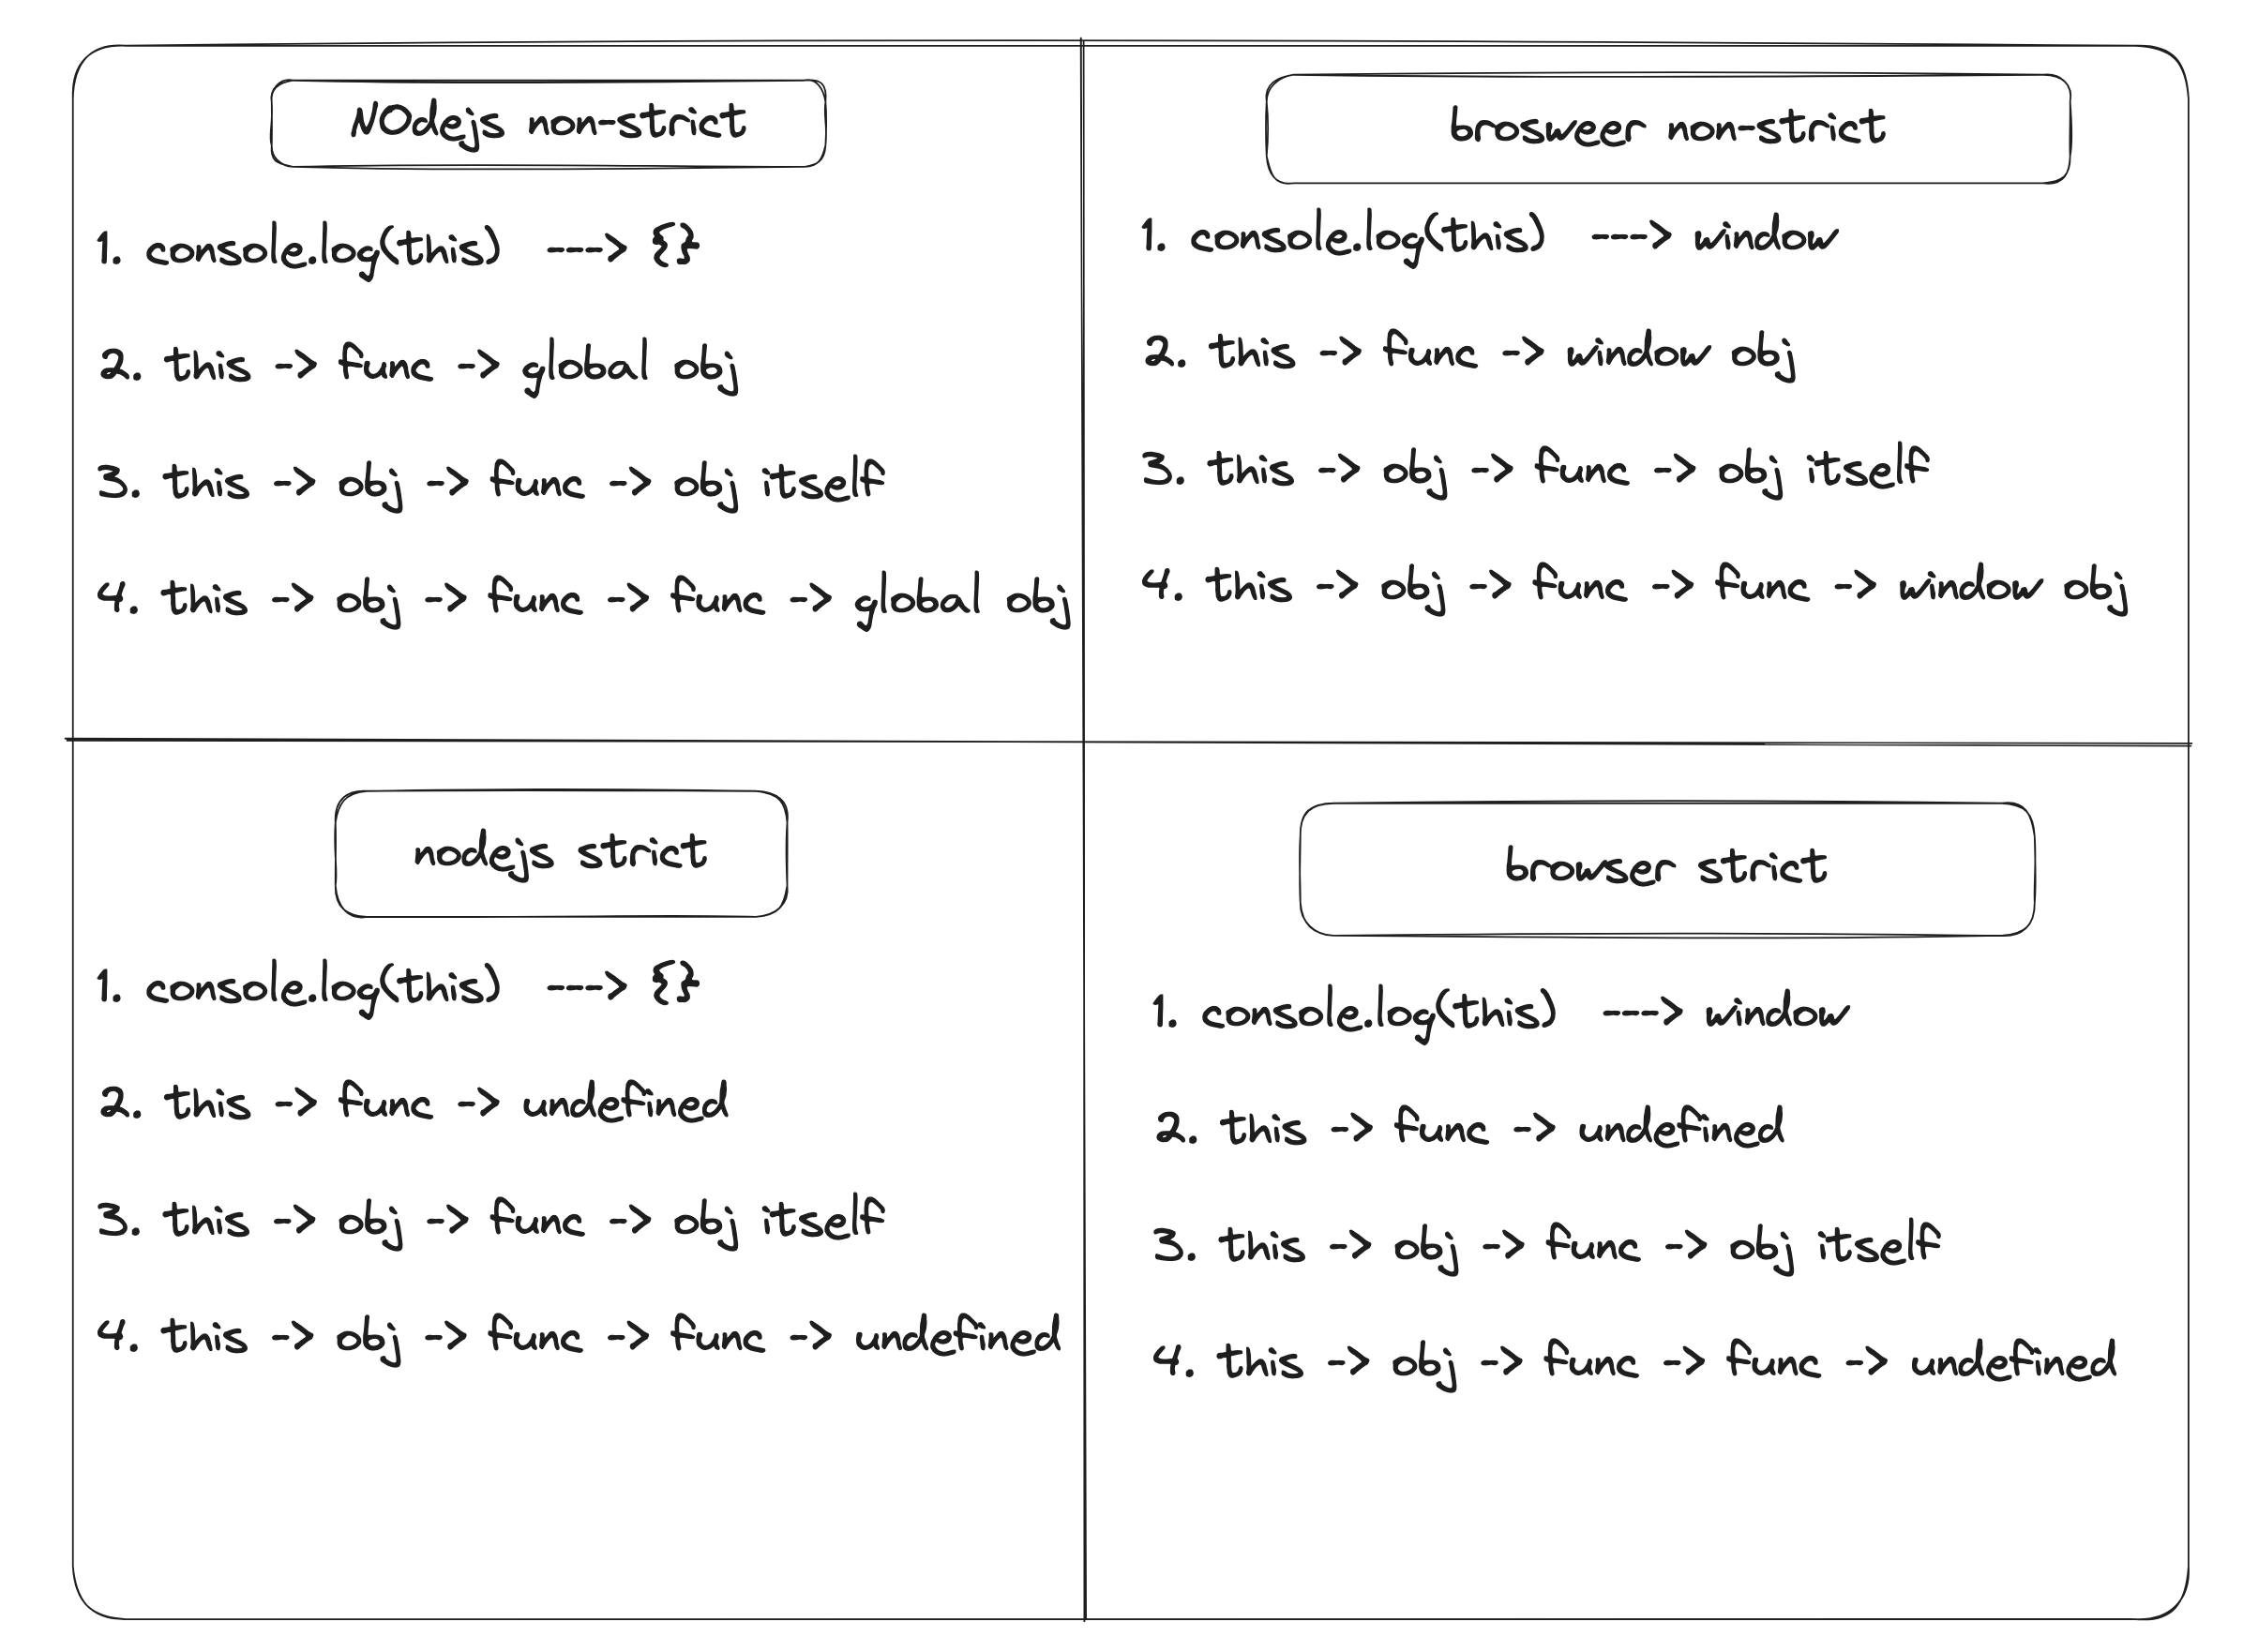 NOdejs non-strict
1. console.log(this) ---> {}
2. this -> func -> global obj
3. this -> obj -> func -> obj itself
4. this -> obj -> func -> func -> global obj
brosweer non-strict
1. console.log(this) ---> window
2. this -> func -> window obj
3. this -> obj -> func -> obj itself
4. this -> obj -> func -> func -> window obj
nodejs strict
1. console.log(this) ---> {}
2. this -> func -> undefined
3. this -> obj -> func -> obj itself
4. this -> obj -> func -> func -> undefined
browser strict
1. console.log(this) ---> window
2. this -> func -> undefined
3. this -> obj -> func -> obj itself
4. this -> obj -> func -> func -> undefined